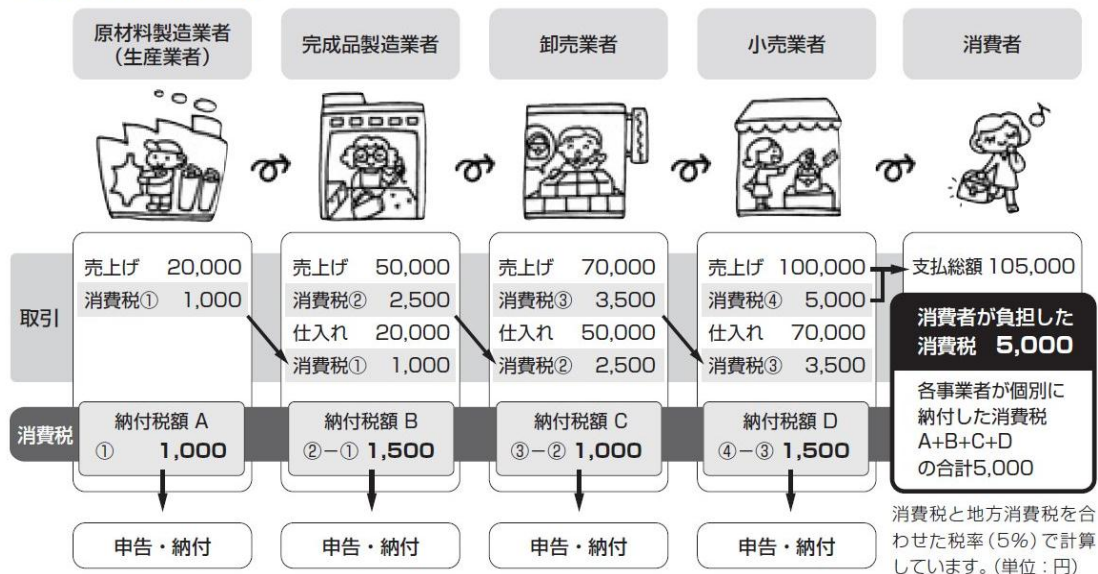 原材料製造業者
(生産業者)
完成品製造業者
卸売業者
小売業者
消費者
取引
売上げ 20,000
消費税① 1,000
売上げ 50,000
消費税② 2,500
仕入れ 20,000
消費税① 1,000
売上げ 70,000
消費税③ 3,500
仕入れ 50,000
消費税② 2,500
売上げ 100,000
消費税④ 5,000
仕入れ 70,000
消費税③ 3,500
支払総額 105,000
消費者が負担した
消費税 5,000
各事業者が個別に
納付した消費税
A+B+C+D
の合計5,000
消費税
納付税額 A
① 1,000
納付税額 B
②-① 1,500
納付税額 C
③-② 1,000
納付税額 D
④-③ 1,500
申告・納付
申告・納付
申告・納付
申告・納付
消費税と地方消費税を合
わせた税率(5%)で計算
しています。(単位:円)